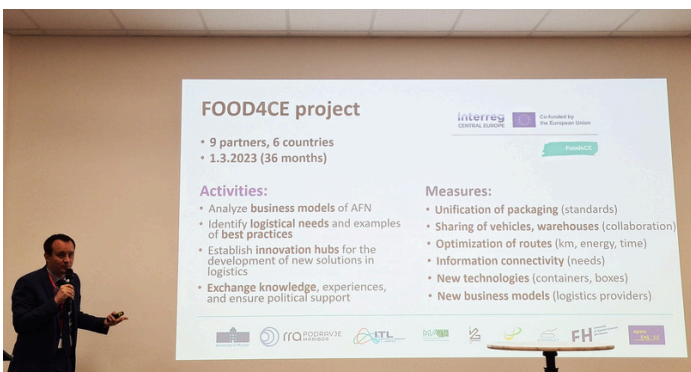 FOOD4CE project
• 9 partners, 6 countries
• 1.3.2023 (36 months)
Interreg
CENTRAL EUROPE
Co-funded by
the European Union
Food4CE
Activities:
• Analyze business models of AFN
• Identify logistical needs and examples
of best practices
• Establish innovation hubs for the
development of new solutions in
logistics
• Exchange knowledge, experiences,
and ensure political support
Measures:
• Unification of packaging (standards)
• Sharing of vehicles, warehouses (collaboration)
• Optimization of routes (km, energy, time)
• Information connectivity (needs)
• New technologies (containers, boxes)
• New business models (logistics providers)
rra PODRAVJE
MARIBOR
ITL
FH